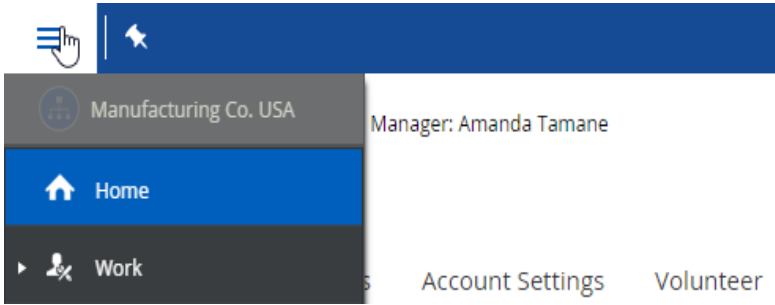 Manufacturing Co. USA
Manager: Amanda Tamane
Home
Work
Account Settings Volunteer